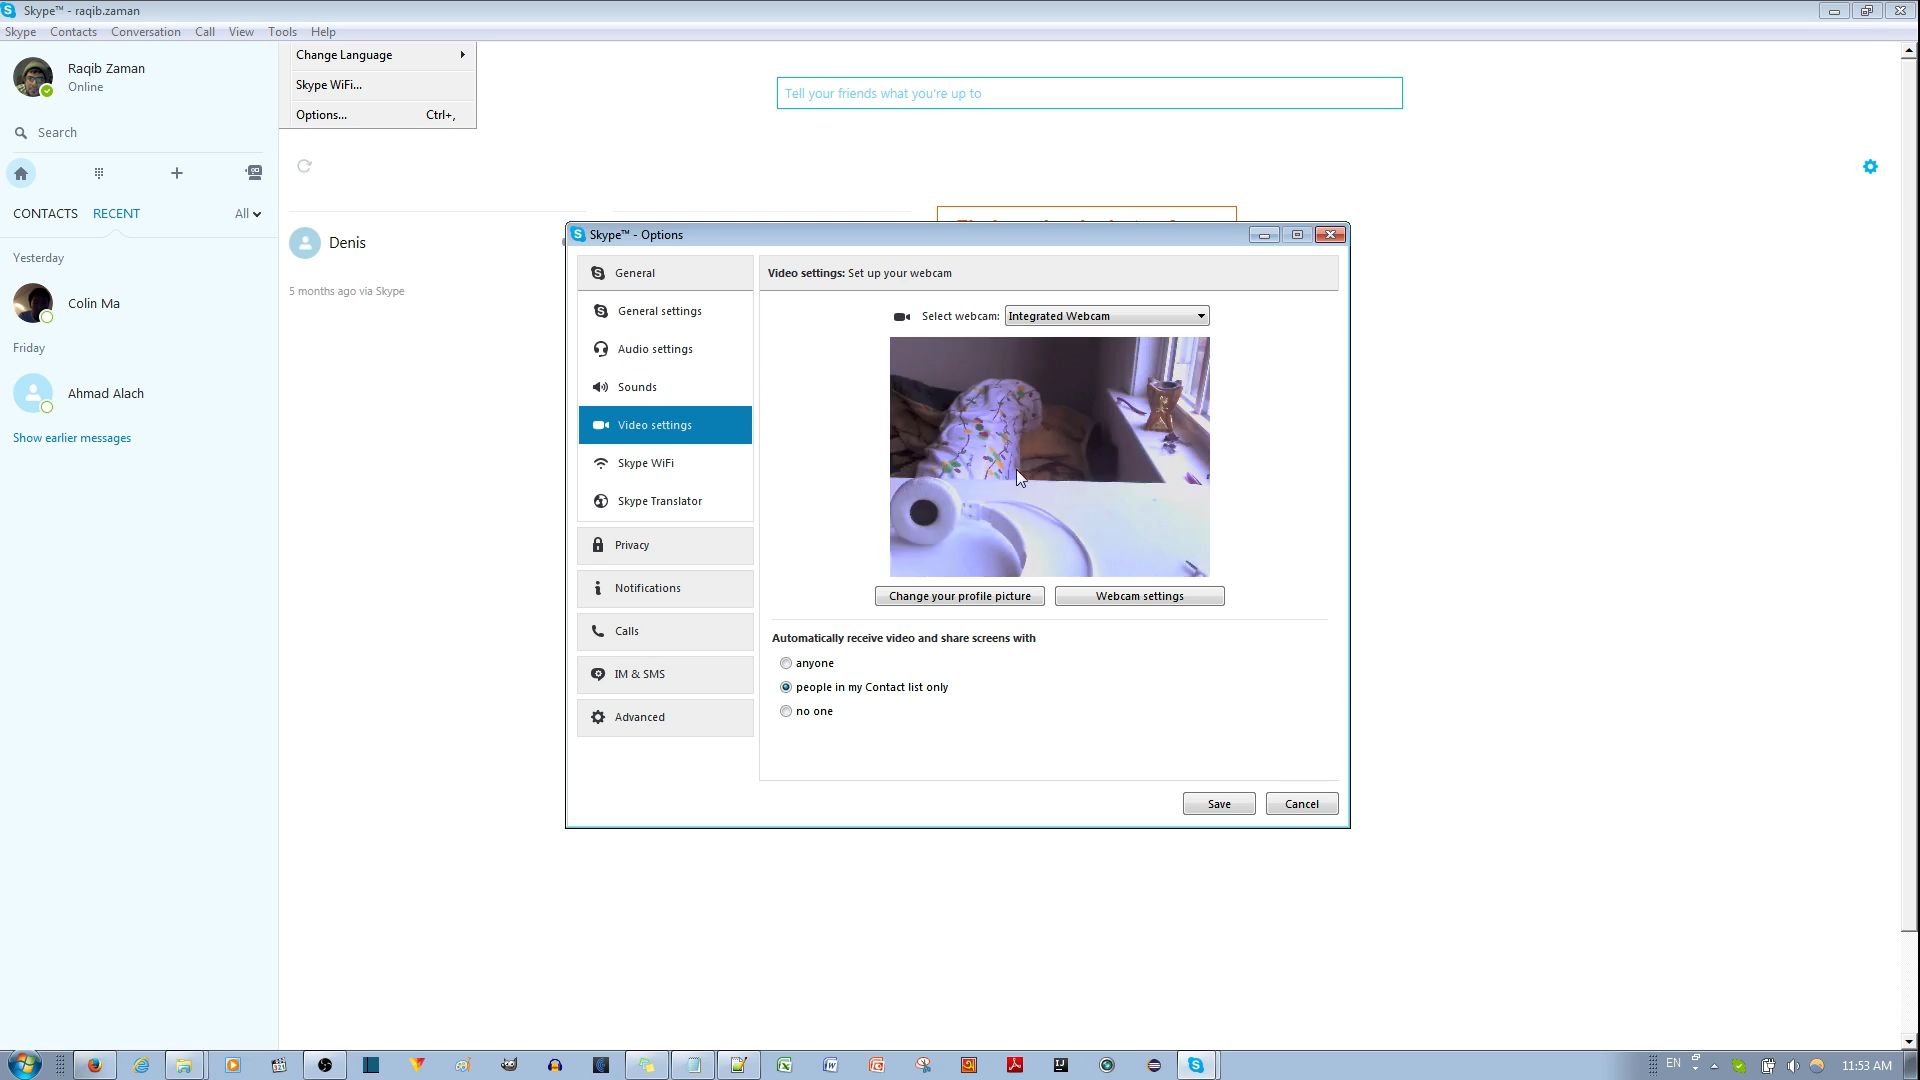 Skype™ - raqib.zaman
Skype Contacts Conversation Call View Tools Help
Change Language
Skype WiFi...
Options... Ctrl+,
Raqib Zaman
Online
Tell your friends what you're up to
Search
CONTACTS RECENT All
Yesterday
Colin Ma
Friday
Ahmad Alach
Show earlier messages
Denis
5 months ago via Skype
Skype™ - Options
General
General settings
Audio settings
Sounds
Video settings
Skype WiFi
Skype Translator
Privacy
Notifications
Calls
IM & SMS
Advanced
Video settings: Set up your webcam
Select webcam: Integrated Webcam
Change your profile picture Webcam settings
Automatically receive video and share screens with
anyone
people in my Contact list only
no one
Save Cancel
EN 11:53 AM